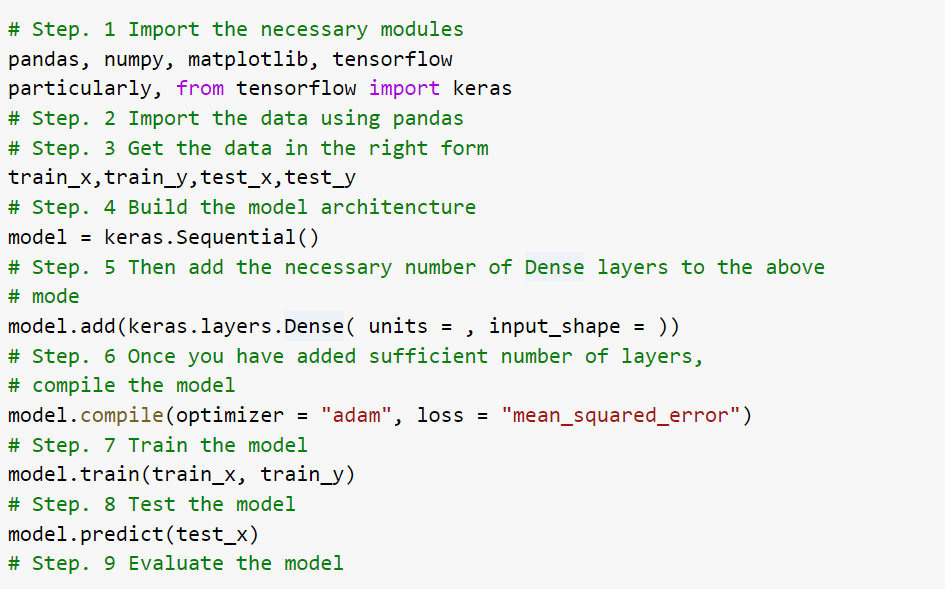 # Step. 1 Import the necessary modules
pandas, numpy, matplotlib, tensorflow
particularly, from tensorflow import keras
# Step. 2 Import the data using pandas
# Step. 3 Get the data in the right form
train_x,train_y,test_x,test_y
# Step. 4 Build the model architencture
model = keras.Sequential()
# Step. 5 Then add the necessary number of Dense layers to the above
# mode
model.add(keras.layers.Dense( units = , input_shape = ))
# Step. 6 Once you have added sufficient number of layers,
# compile the model
model.compile(optimizer = "adam", loss = "mean_squared_error")
# Step. 7 Train the model
model.train(train_x, train_y)
# Step. 8 Test the model
model.predict(test_x)
# Step. 9 Evaluate the model